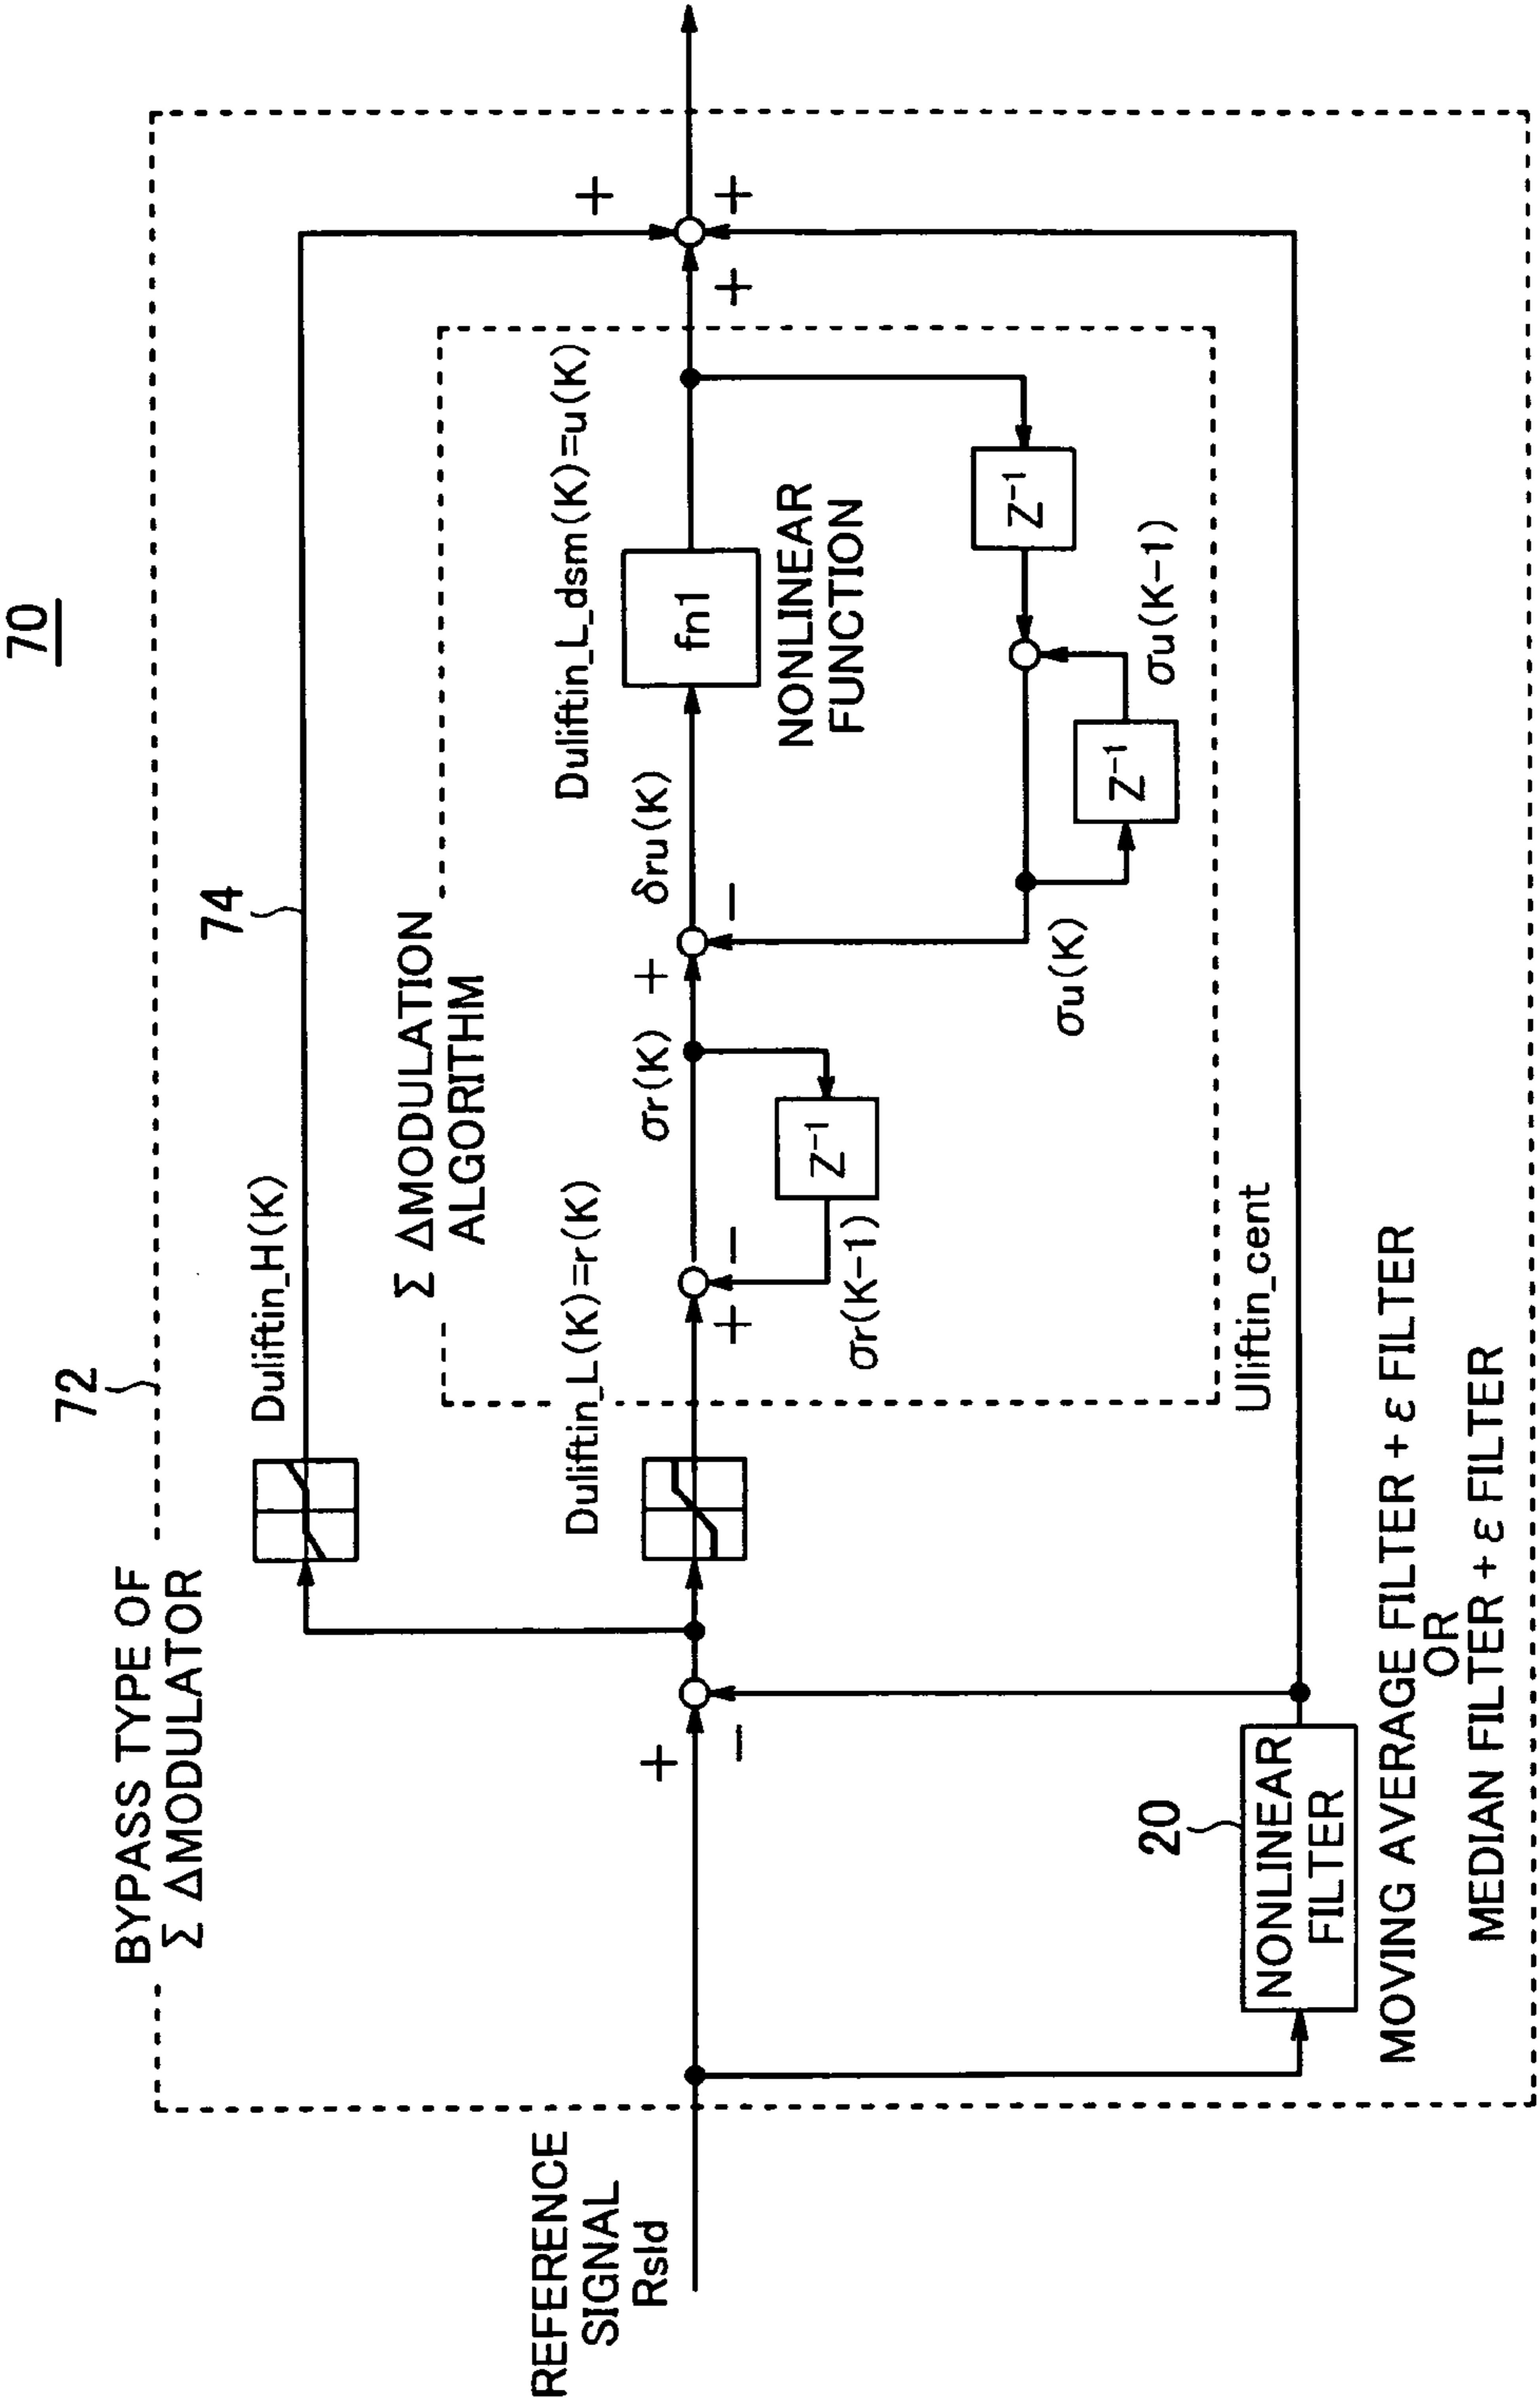 70
72
BYPASS TYPE OF
Σ ΔMODULATOR
74
Duliftin_H(K)
Σ ΔMODULATION
ALGORITHM
REFERENCE
SIGNAL
Rsld
+
−
Duliftin_L(K)=r(K)
+
−
σr(K)
Z⁻¹
σr(K−1)
+
−
δru(K)
fn1
NONLINEAR
FUNCTION
Duliftin_L_dsm(K)=u(K)
Z⁻¹
Z⁻¹
σu(K)
σu(K−1)
+
+
+
Uliftin_cent
20
NONLINEAR
FILTER
MOVING AVERAGE FILTER + ε FILTER
OR
MEDIAN FILTER + ε FILTER